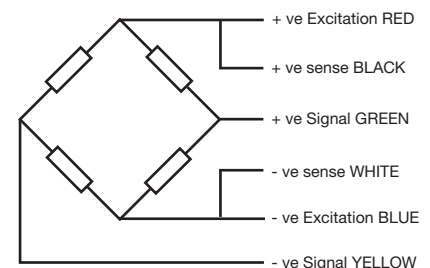 + ve Excitation RED
+ ve sense BLACK
+ ve Signal GREEN
- ve sense WHITE
- ve Excitation BLUE
- ve Signal YELLOW